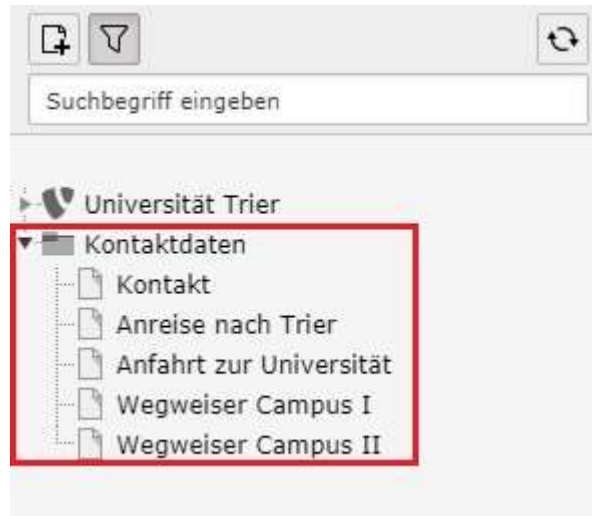 Suchbegriff eingeben
Universität Trier
Kontaktdaten
Kontakt
Anreise nach Trier
Anfahrt zur Universität
Wegweiser Campus I
Wegweiser Campus II